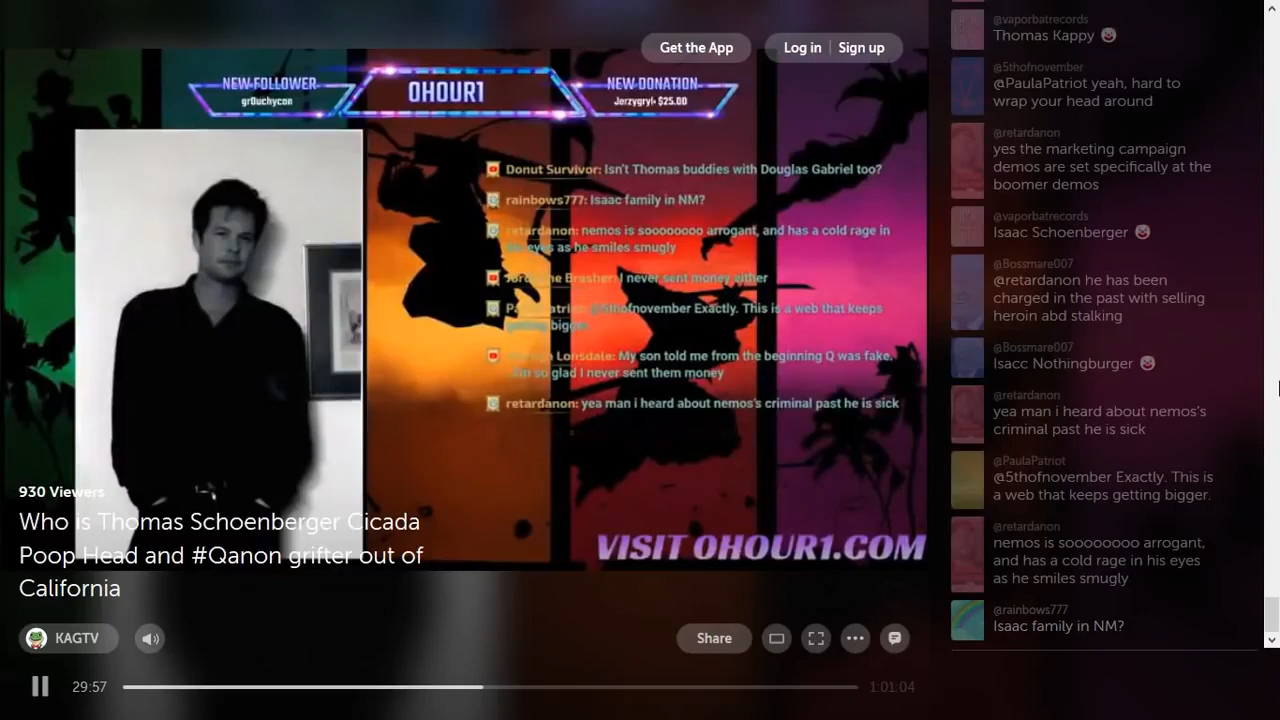 Get the App
Log in
Sign up
NEW FOLLOWER
gr0uchycon
0HOUR1
NEW DONATION
Jerzygryl• $25.00
Donut Survivor: Isn't Thomas buddies with Douglas Gabriel too?
rainbows777: Isaac family in NM?
retardanon: nemos is soooooooo arrogant, and has a cold rage in
his eyes as he smiles smugly
Brasher: I never sent money either
@5thofnovember Exactly. This is a web that keeps
getting bigger
Lonsdale: My son told me from the beginning Q was fake.
I'm so glad I never sent them money
retardanon: yea man i heard about nemos's criminal past he is sick
VISIT 0HOUR1.COM
930 Viewers
Who is Thomas Schoenberger Cicada
Poop Head and #Qanon grifter out of
California
KAGTV
Share
29:57
1:01:04
@vaporbatrecords
Thomas Kappy 🤡
@5thofnovember
@PaulaPatriot yeah, hard to
wrap your head around
@retardanon
yes the marketing campaign
demos are set specifically at the
boomer demos
@vaporbatrecords
Isaac Schoenberger 🤡
@Bossmare007
@retardanon he has been
charged in the past with selling
heroin abd stalking
@Bossmare007
Isacc Nothingburger 🤡
@retardanon
yea man i heard about nemos's
criminal past he is sick
@PaulaPatriot
@5thofnovember Exactly. This is
a web that keeps getting bigger.
@retardanon
nemos is soooooooo arrogant,
and has a cold rage in his eyes
as he smiles smugly
@rainbows777
Isaac family in NM?